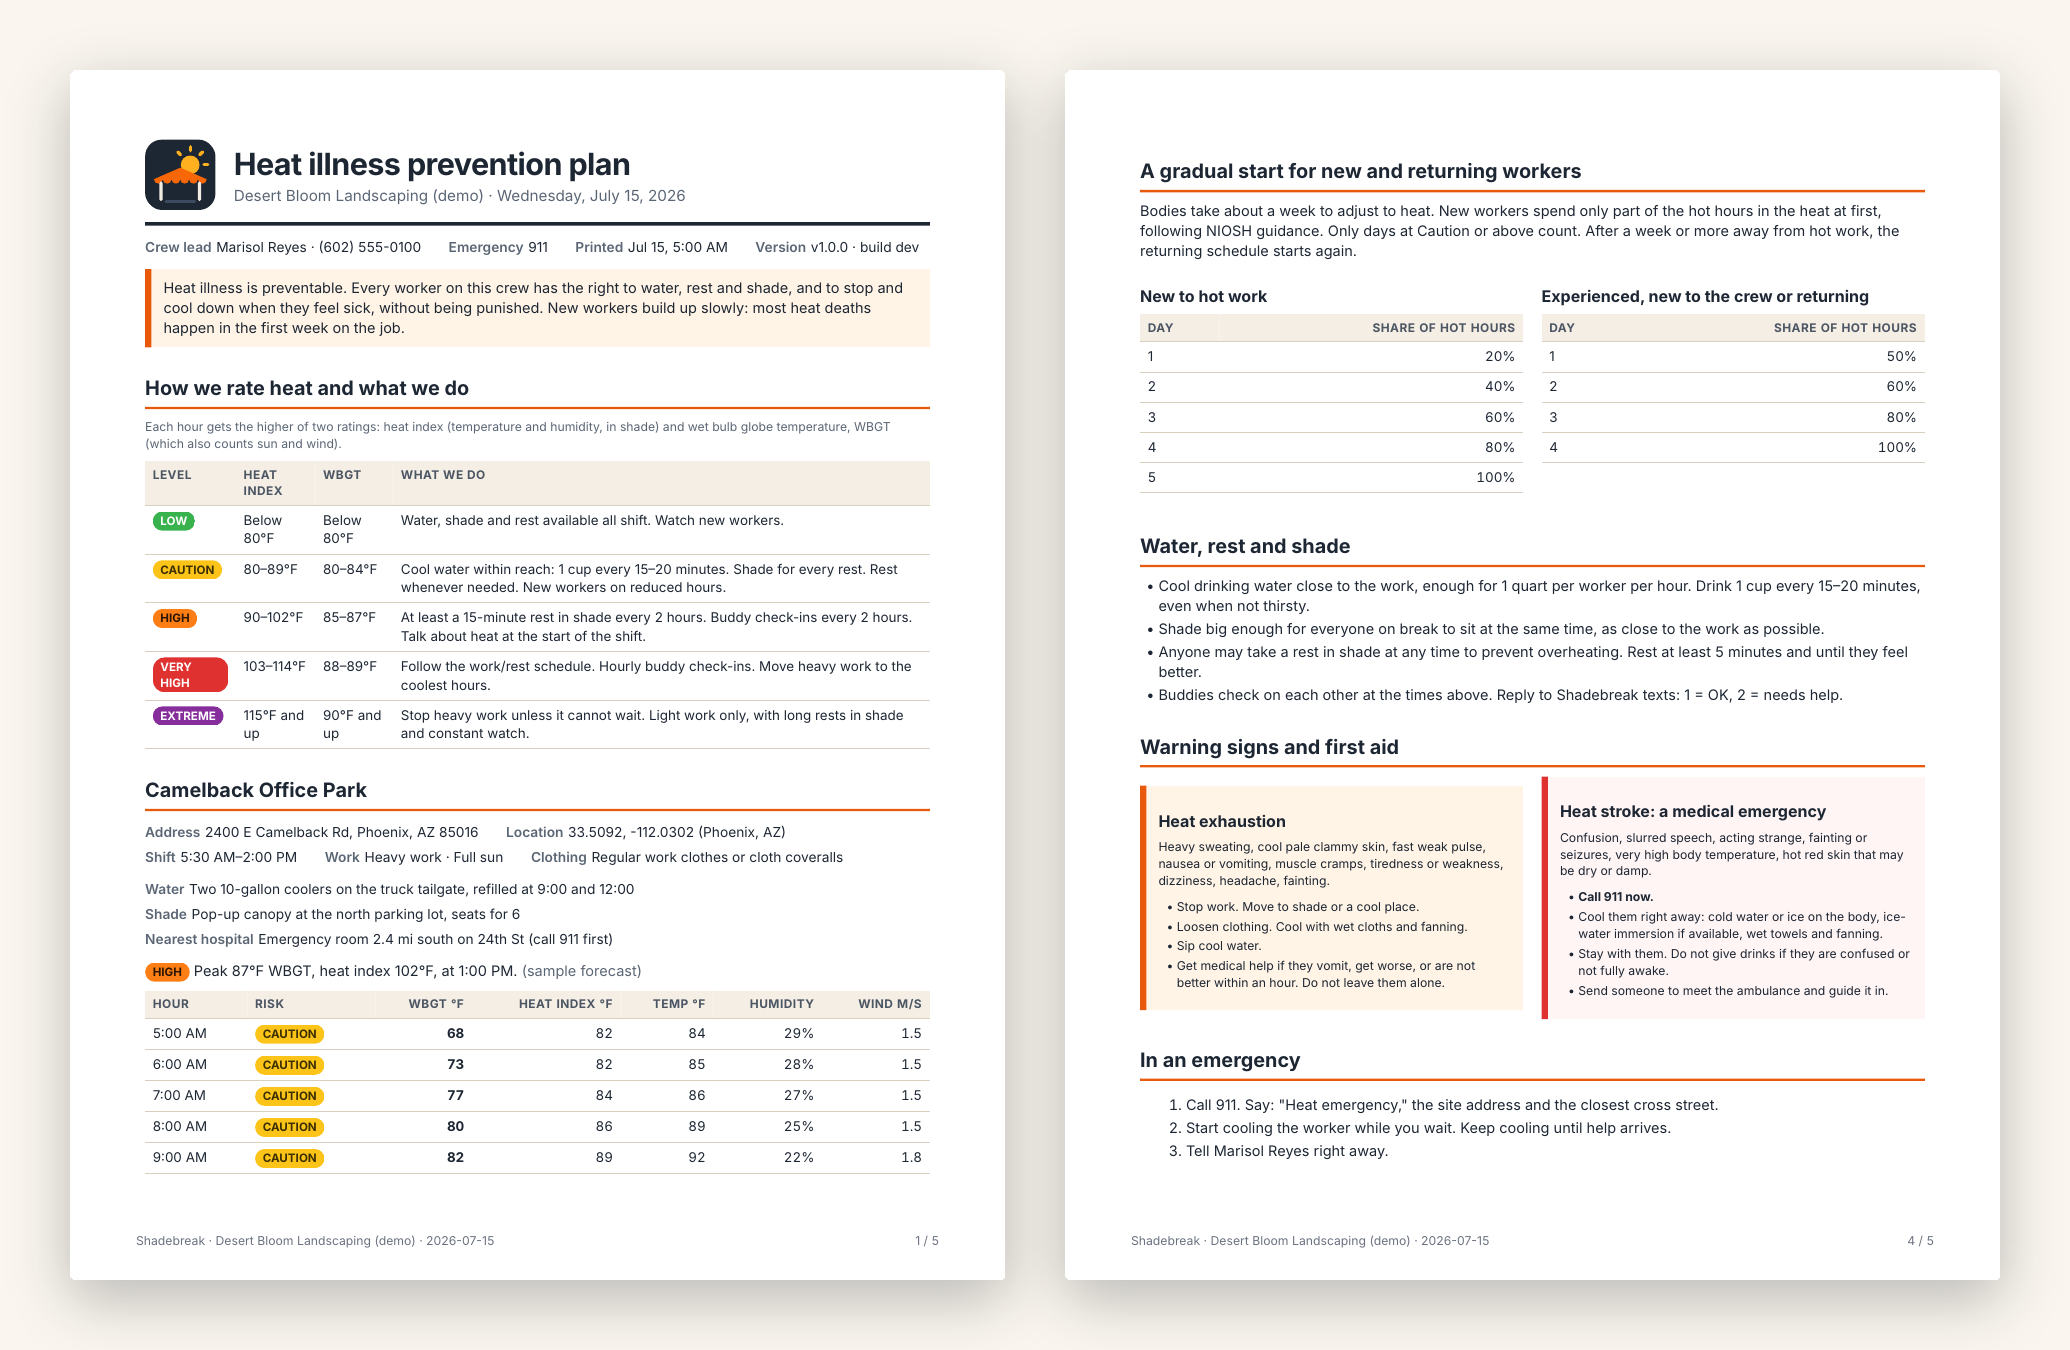 Heat illness prevention plan
Desert Bloom Landscaping (demo) · Wednesday, July 15, 2026
Crew lead Marisol Reyes · (602) 555-0100 Emergency 911 Printed Jul 15, 5:00 AM Version v1.0.0 · build dev
Heat illness is preventable. Every worker on this crew has the right to water, rest and shade, and to stop and
cool down when they feel sick, without being punished. New workers build up slowly: most heat deaths
happen in the first week on the job.
How we rate heat and what we do
Each hour gets the higher of two ratings: heat index (temperature and humidity, in shade) and wet bulb globe temperature, WBGT
(which also counts sun and wind).
LEVEL HEAT INDEX WBGT WHAT WE DO
LOW Below 80°F Below 80°F Water, shade and rest available all shift. Watch new workers.
CAUTION 80–89°F 80–84°F Cool water within reach: 1 cup every 15–20 minutes. Shade for every rest. Rest
whenever needed. New workers on reduced hours.
HIGH 90–102°F 85–87°F At least a 15-minute rest in shade every 2 hours. Buddy check-ins every 2 hours.
Talk about heat at the start of the shift.
VERY HIGH 103–114°F 88–89°F Follow the work/rest schedule. Hourly buddy check-ins. Move heavy work to the
coolest hours.
EXTREME 115°F and up 90°F and up Stop heavy work unless it cannot wait. Light work only, with long rests in shade
and constant watch.
Camelback Office Park
Address 2400 E Camelback Rd, Phoenix, AZ 85016 Location 33.5092, -112.0302 (Phoenix, AZ)
Shift 5:30 AM–2:00 PM Work Heavy work · Full sun Clothing Regular work clothes or cloth coveralls
Water Two 10-gallon coolers on the truck tailgate, refilled at 9:00 and 12:00
Shade Pop-up canopy at the north parking lot, seats for 6
Nearest hospital Emergency room 2.4 mi south on 24th St (call 911 first)
HIGH Peak 87°F WBGT, heat index 102°F, at 1:00 PM. (sample forecast)
HOUR RISK WBGT °F HEAT INDEX °F TEMP °F HUMIDITY WIND M/S
5:00 AM CAUTION 68 82 84 29% 1.5
6:00 AM CAUTION 73 82 85 28% 1.5
7:00 AM CAUTION 77 84 86 27% 1.5
8:00 AM CAUTION 80 86 89 25% 1.5
9:00 AM CAUTION 82 89 92 22% 1.8
Shadebreak · Desert Bloom Landscaping (demo) · 2026-07-15 1 / 5
A gradual start for new and returning workers
Bodies take about a week to adjust to heat. New workers spend only part of the hot hours in the heat at first,
following NIOSH guidance. Only days at Caution or above count. After a week or more away from hot work, the
returning schedule starts again.
New to hot work
DAY SHARE OF HOT HOURS
1 20%
2 40%
3 60%
4 80%
5 100%
Experienced, new to the crew or returning
DAY SHARE OF HOT HOURS
1 50%
2 60%
3 80%
4 100%
Water, rest and shade
• Cool drinking water close to the work, enough for 1 quart per worker per hour. Drink 1 cup every 15–20 minutes,
even when not thirsty.
• Shade big enough for everyone on break to sit at the same time, as close to the work as possible.
• Anyone may take a rest in shade at any time to prevent overheating. Rest at least 5 minutes and until they feel
better.
• Buddies check on each other at the times above. Reply to Shadebreak texts: 1 = OK, 2 = needs help.
Warning signs and first aid
Heat exhaustion
Heavy sweating, cool pale clammy skin, fast weak pulse,
nausea or vomiting, muscle cramps, tiredness or weakness,
dizziness, headache, fainting.
• Stop work. Move to shade or a cool place.
• Loosen clothing. Cool with wet cloths and fanning.
• Sip cool water.
• Get medical help if they vomit, get worse, or are not
better within an hour. Do not leave them alone.
Heat stroke: a medical emergency
Confusion, slurred speech, acting strange, fainting or
seizures, very high body temperature, hot red skin that may
be dry or damp.
• Call 911 now.
• Cool them right away: cold water or ice on the body, ice-
water immersion if available, wet towels and fanning.
• Stay with them. Do not give drinks if they are confused or
not fully awake.
• Send someone to meet the ambulance and guide it in.
In an emergency
1. Call 911. Say: "Heat emergency," the site address and the closest cross street.
2. Start cooling the worker while you wait. Keep cooling until help arrives.
3. Tell Marisol Reyes right away.
Shadebreak · Desert Bloom Landscaping (demo) · 2026-07-15 4 / 5